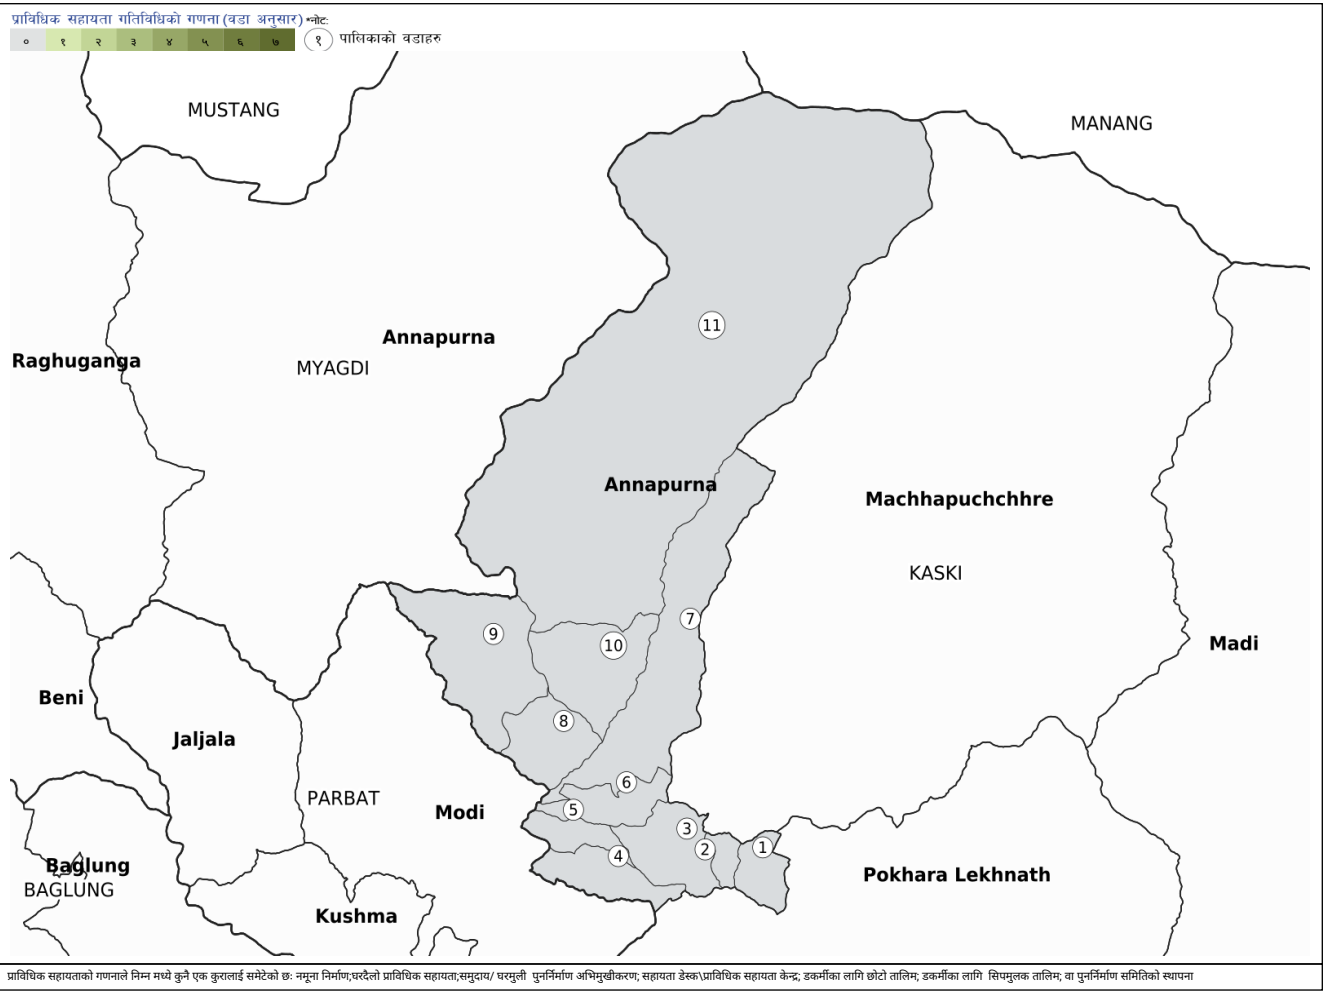 प्राविधिक सहायता गतिविधिको गणना (वडा अनुसार) *नोट:
० १ २ ३ ४ ५ ६ ७ १ पालिकाको वडाहरु
MUSTANG
MANANG
11
Annapurna
Raghuganga
MYAGDI
Annapurna
Machhapuchchhre
KASKI
7
9
10
Madi
Beni
8
Jaljala
6
PARBAT
5
Modi
3
1
2
4
Baglung
Pokhara Lekhnath
BAGLUNG
Kushma
प्राविधिक सहायताको गणनाले निम्न मध्ये कुनै एक कुरालाई समेटेको छः नमूना निर्माण;घरदैलो प्राविधिक सहायता;समुदाय/ घरमुली पुनर्निर्माण अभिमुखीकरण; सहायता डेस्क\प्राविधिक सहायता केन्द्र; डकर्मीका लागि छोटो तालिम; डकर्मीका लागि सिपमुलक तालिम; वा पुनर्निर्माण समितिको स्थापना